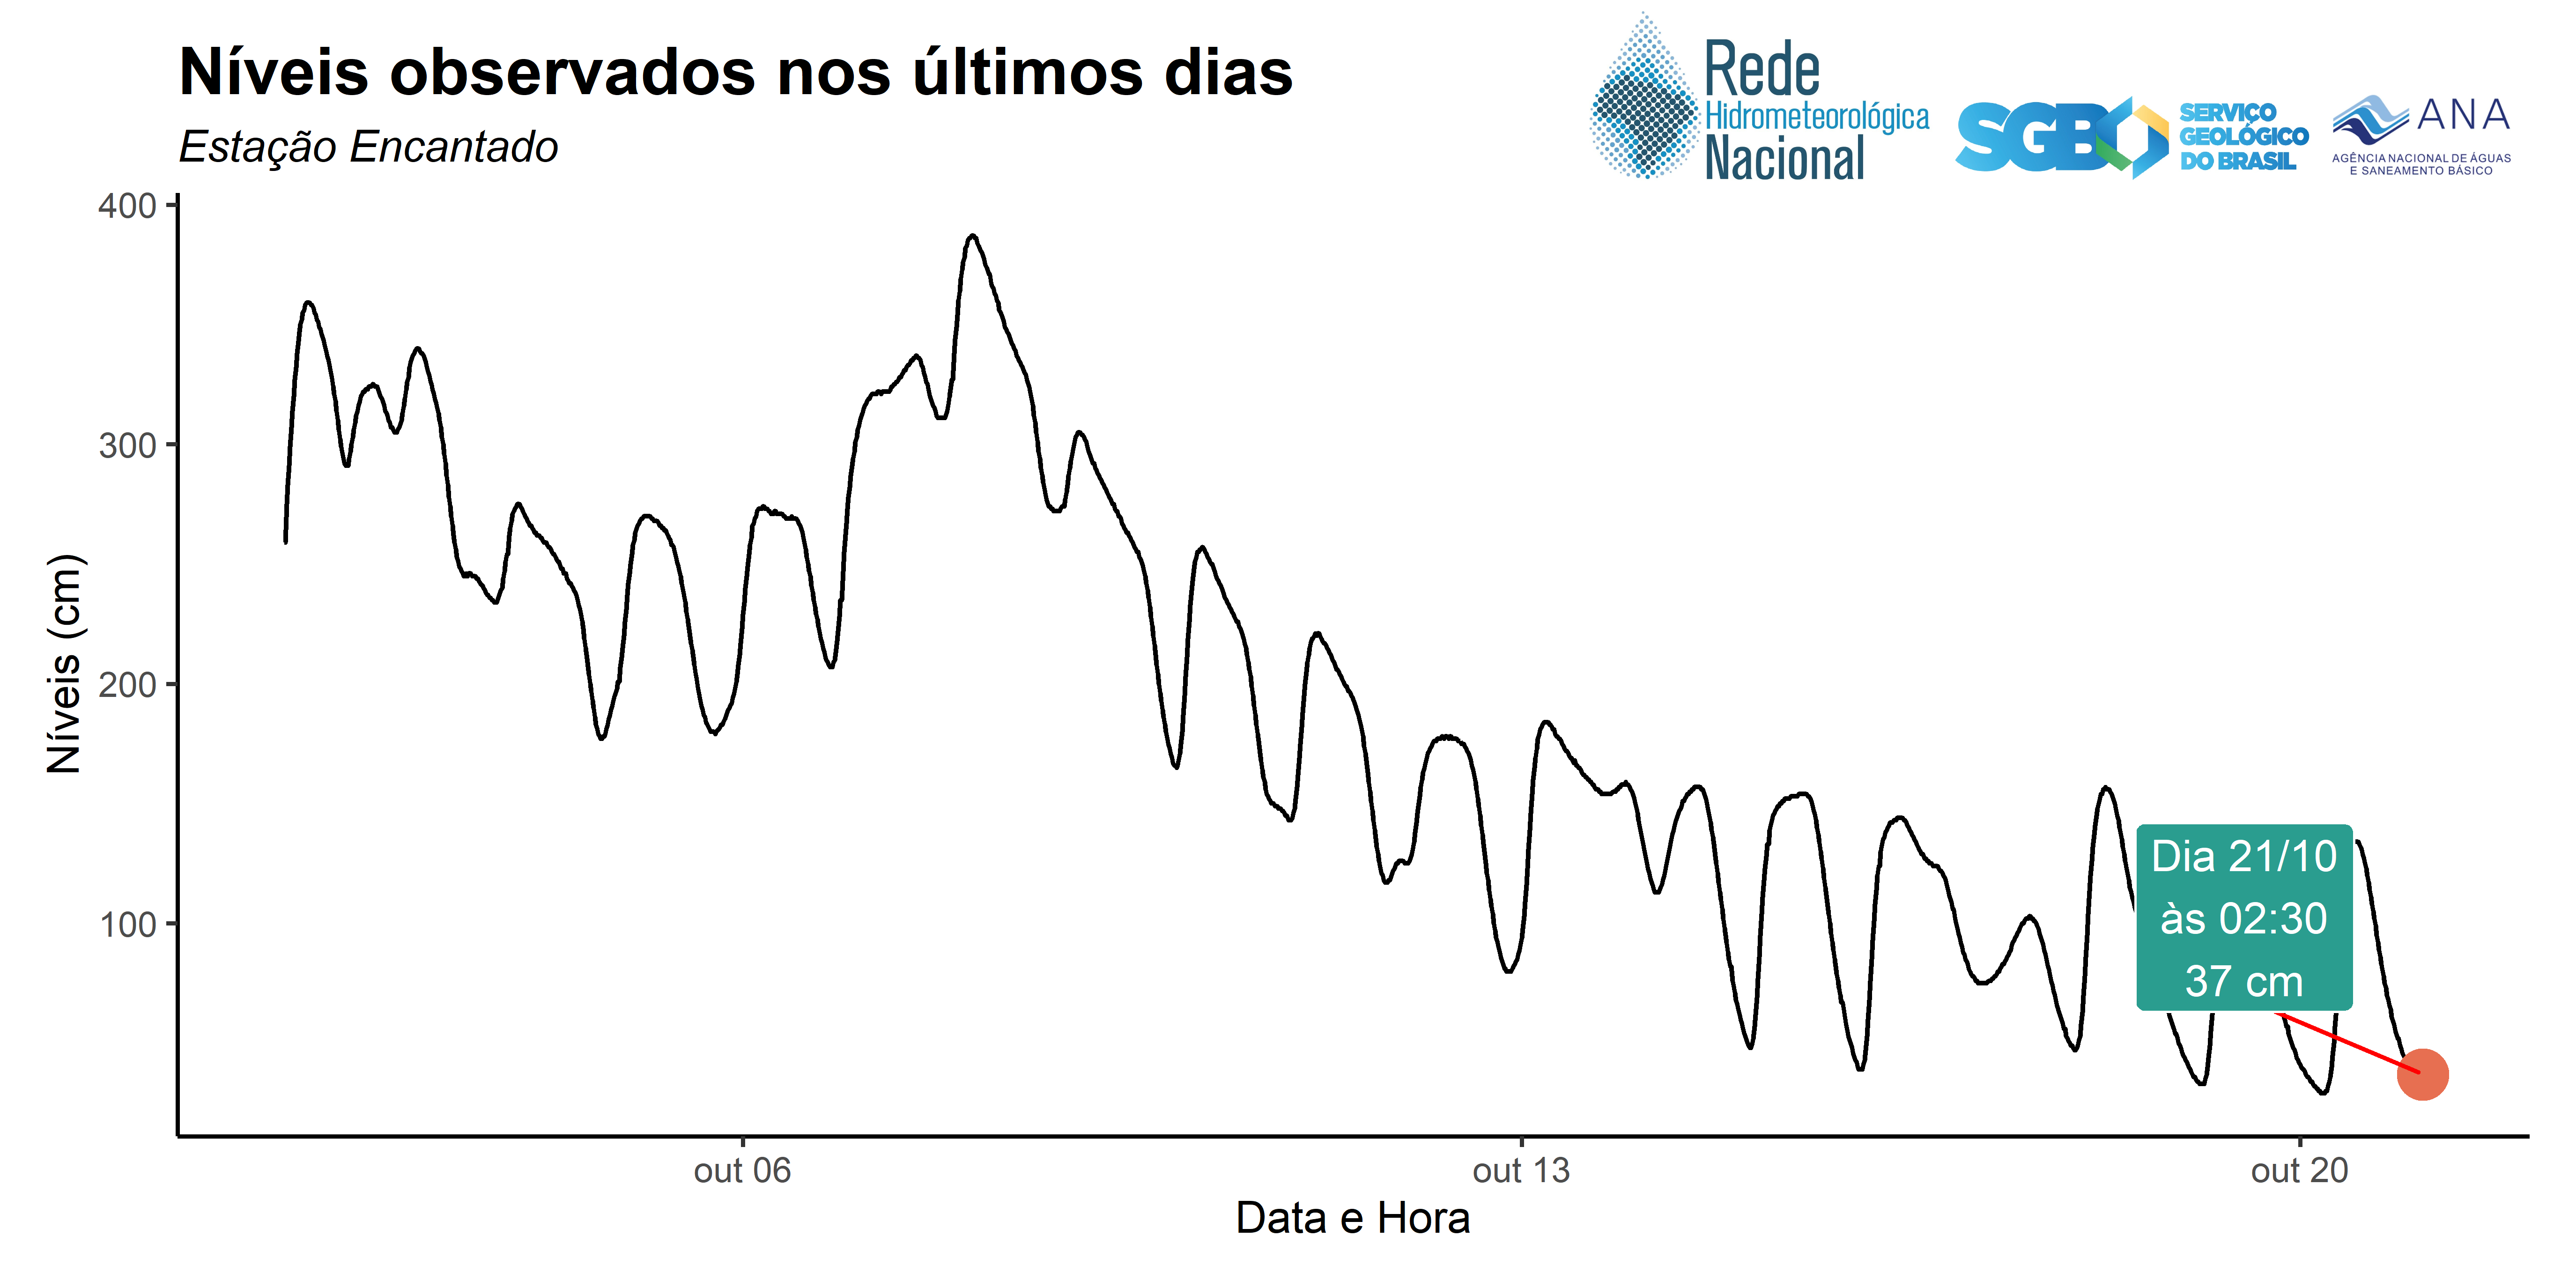 Níveis observados nos últimos dias
Estação Encantado
Rede
Hidrometeorológica
Nacional
SGB
SERVIÇO
GEOLÓGICO
DO BRASIL
ANA
AGÊNCIA NACIONAL DE ÁGUAS
E SANEAMENTO BÁSICO
400
300
200
100
Níveis (cm)
Dia 21/10
às 02:30
37 cm
out 06
out 13
out 20
Data e Hora